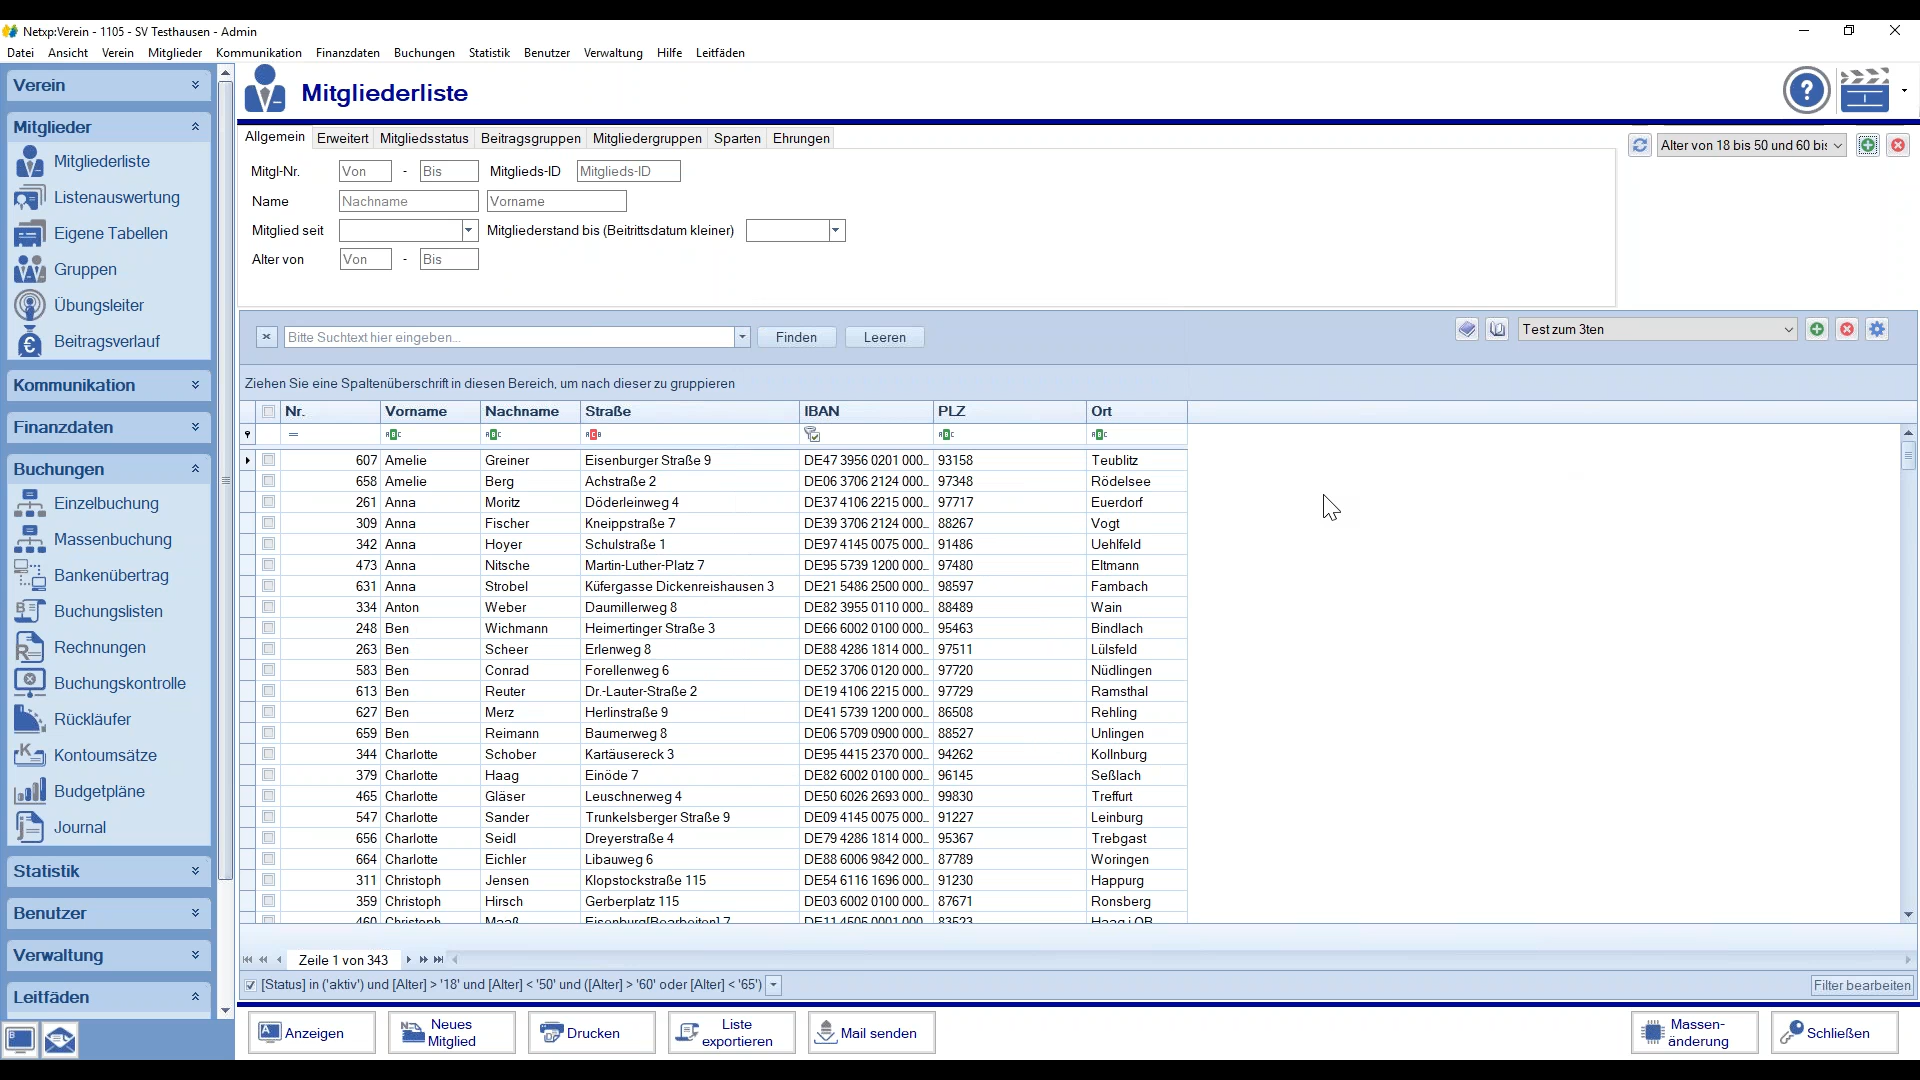 Netxp:Verein - 1105 - SV Testhausen - Admin
Datei Ansicht Verein Mitglieder Kommunikation Finanzdaten Buchungen Statistik Benutzer Verwaltung Hilfe Leitfäden
Verein
Mitglieder
Mitgliederliste
Listenauswertung
Eigene Tabellen
Gruppen
Übungsleiter
Beitragsverlauf
Kommunikation
Finanzdaten
Buchungen
Einzelbuchung
Massenbuchung
Bankenübertrag
Buchungslisten
Rechnungen
Buchungskontrolle
Rückläufer
Kontoumsätze
Budgetpläne
Journal
Statistik
Benutzer
Verwaltung
Leitfäden
Mitgliederliste
Allgemein Erweitert Mitgliedsstatus Beitragsgruppen Mitgliedergruppen Sparten Ehrungen
Alter von 18 bis 50 und 60 bis
Mitgl-Nr. Von - Bis Mitglieds-ID Mitglieds-ID
Name Nachname Vorname
Mitglied seit Mitgliederstand bis (Beitrittsdatum kleiner)
Alter von Von - Bis
Bitte Suchtext hier eingeben... Finden Leeren Test zum 3ten
Ziehen Sie eine Spaltenüberschrift in diesen Bereich, um nach dieser zu gruppieren
Nr. Vorname Nachname Straße IBAN PLZ Ort
607 Amelie Greiner Eisenburger Straße 9 DE47 3956 0201 000... 93158 Teublitz
658 Amelie Berg Achstraße 2 DE06 3706 2124 000... 97348 Rödelsee
261 Anna Moritz Döderleinweg 4 DE37 4106 2215 000... 97717 Euerdorf
309 Anna Fischer Kneippstraße 7 DE39 3706 2124 000... 88267 Vogt
342 Anna Hoyer Schulstraße 1 DE97 4145 0075 000... 91486 Uehlfeld
473 Anna Nitsche Martin-Luther-Platz 7 DE95 5739 1200 000... 97480 Eltmann
631 Anna Strobel Küfergasse Dickenreishausen 3 DE21 5486 2500 000... 98597 Fambach
334 Anton Weber Daumillerweg 8 DE82 3955 0110 000... 88489 Wain
248 Ben Wichmann Heimertinger Straße 3 DE66 6002 0100 000... 95463 Bindlach
263 Ben Scheer Erlenweg 8 DE88 4286 1814 000... 97511 Lülsfeld
583 Ben Conrad Forellenweg 6 DE52 3706 0120 000... 97720 Nüdlingen
613 Ben Reuter Dr.-Lauter-Straße 2 DE19 4106 2215 000... 97729 Ramsthal
627 Ben Merz Herlinstraße 9 DE41 5739 1200 000... 86508 Rehling
659 Ben Reimann Baumerweg 8 DE06 5709 0900 000... 88527 Unlingen
344 Charlotte Schober Kartäusereck 3 DE95 4415 2370 000... 94262 Kollnburg
379 Charlotte Haag Einöde 7 DE82 6002 0100 000... 96145 Seßlach
465 Charlotte Gläser Leuschnerweg 4 DE50 6026 2693 000... 99830 Treffurt
547 Charlotte Sander Trunkelsberger Straße 9 DE09 4145 0075 000... 91227 Leinburg
656 Charlotte Seidl Dreyerstraße 4 DE79 4286 1814 000... 95367 Trebgast
664 Charlotte Eichler Libauweg 6 DE88 6006 9842 000... 87789 Woringen
311 Christoph Jensen Klopstockstraße 115 DE54 6116 1696 000... 91230 Happurg
359 Christoph Hirsch Gerberplatz 115 DE03 6002 0100 000... 87671 Ronsberg
460 Christoph Maaß Eisenburg[Bearbeiten] 7 DE11 4505 0001 000... 83523 Haag i.OB
Zeile 1 von 343
[Status] in ('aktiv') und [Alter] > '18' und [Alter] < '50' und ([Alter] > '60' oder [Alter] < '65') Filter bearbeiten
Anzeigen
Neues
Mitglied
Drucken
Liste
exportieren
Mail senden
Massen-
änderung
Schließen